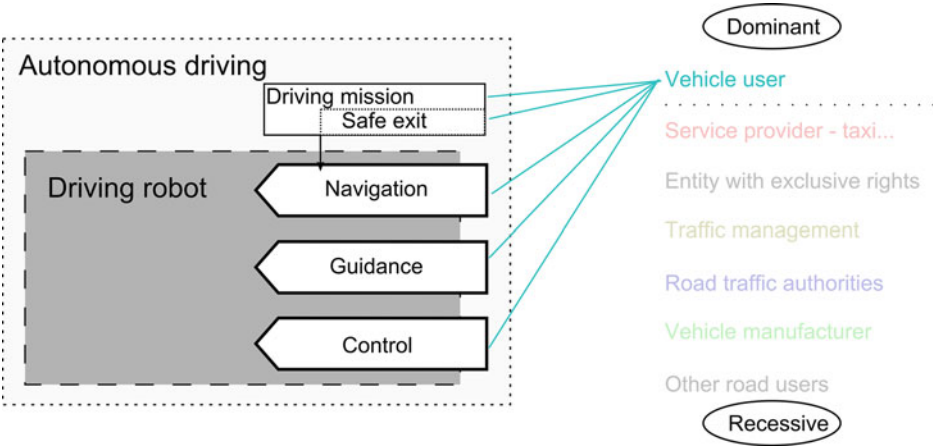 Dominant
Autonomous driving
Vehicle user
Driving mission
Safe exit
Service provider - taxi...
Driving robot
Navigation
Entity with exclusive rights
Traffic management
Guidance
Road traffic authorities
Vehicle manufacturer
Control
Other road users
Recessive